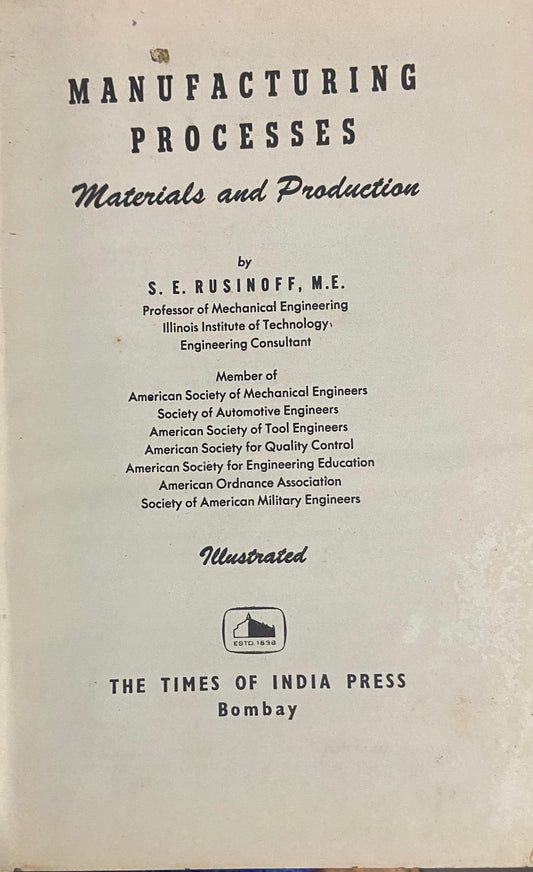 MANUFACTURING
PROCESSES
Materials and Production
by
S. E. RUSINOFF, M.E.
Professor of Mechanical Engineering
Illinois Institute of Technology
Engineering Consultant
Member of
American Society of Mechanical Engineers
Society of Automotive Engineers
American Society of Tool Engineers
American Society for Quality Control
American Society for Engineering Education
American Ordnance Association
Society of American Military Engineers
Illustrated
ESTD. 1838
THE TIMES OF INDIA PRESS
Bombay